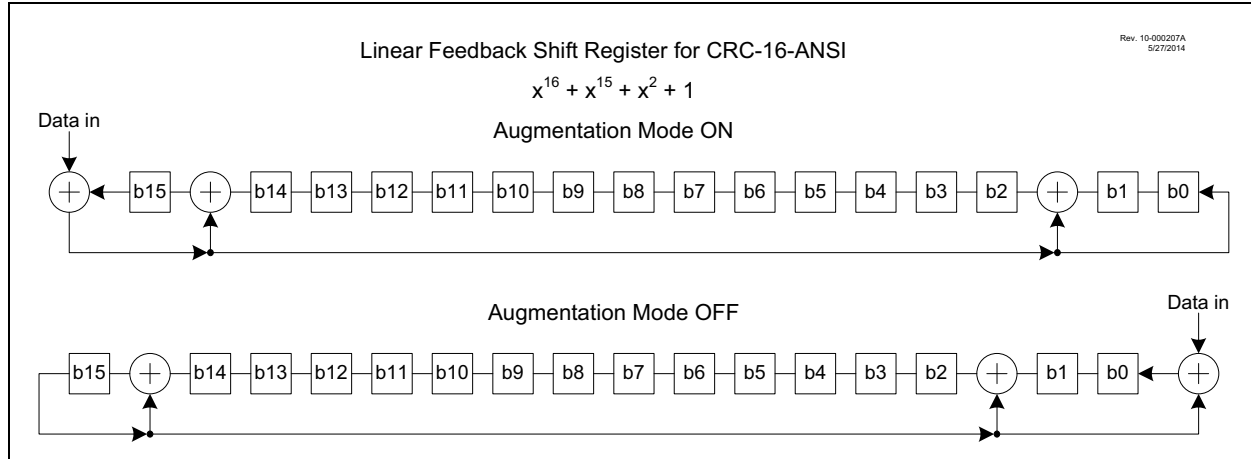 Linear Feedback Shift Register for CRC-16-ANSI
Rev. 10-000207A
5/27/2014
x^16 + x^15 + x^2 + 1
Augmentation Mode ON
Data in
b15 b14 b13 b12 b11 b10 b9 b8 b7 b6 b5 b4 b3 b2 b1 b0
Augmentation Mode OFF
Data in
b15 b14 b13 b12 b11 b10 b9 b8 b7 b6 b5 b4 b3 b2 b1 b0